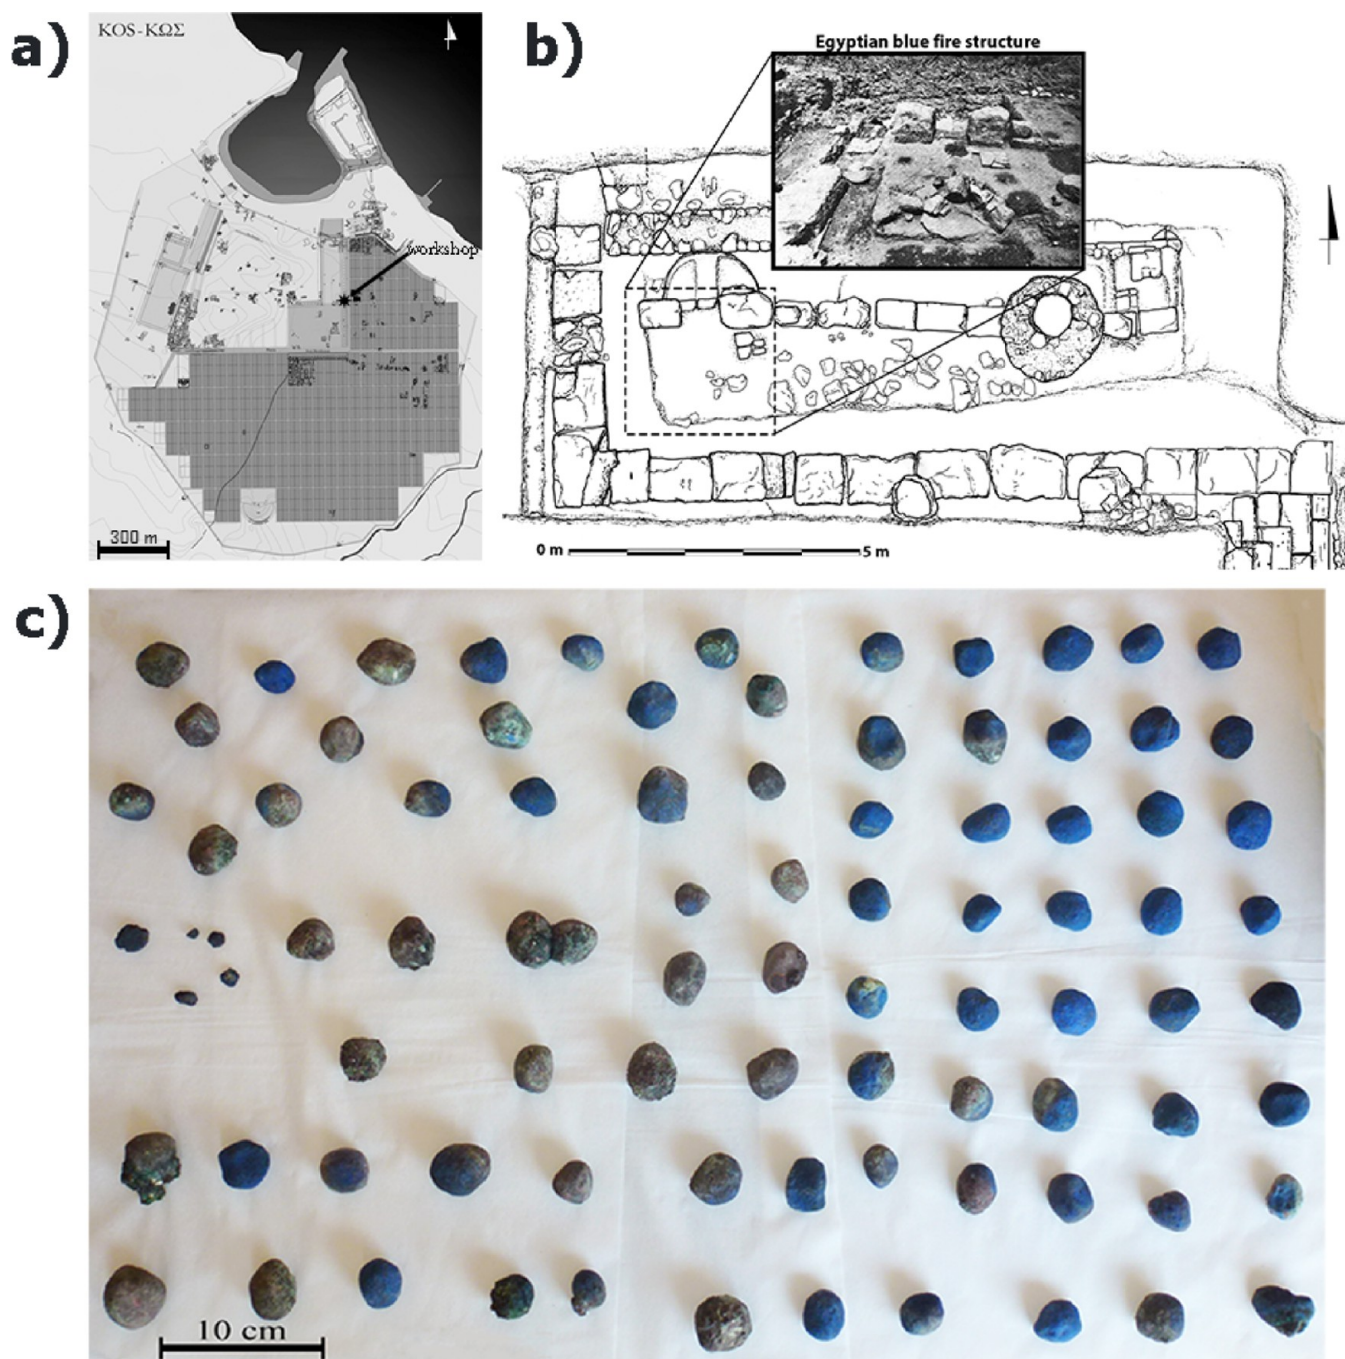 a)
KOS-ΚΩΣ
workshop
300 m
b)
Egyptian blue fire structure
0 m
5 m
c)
10 cm